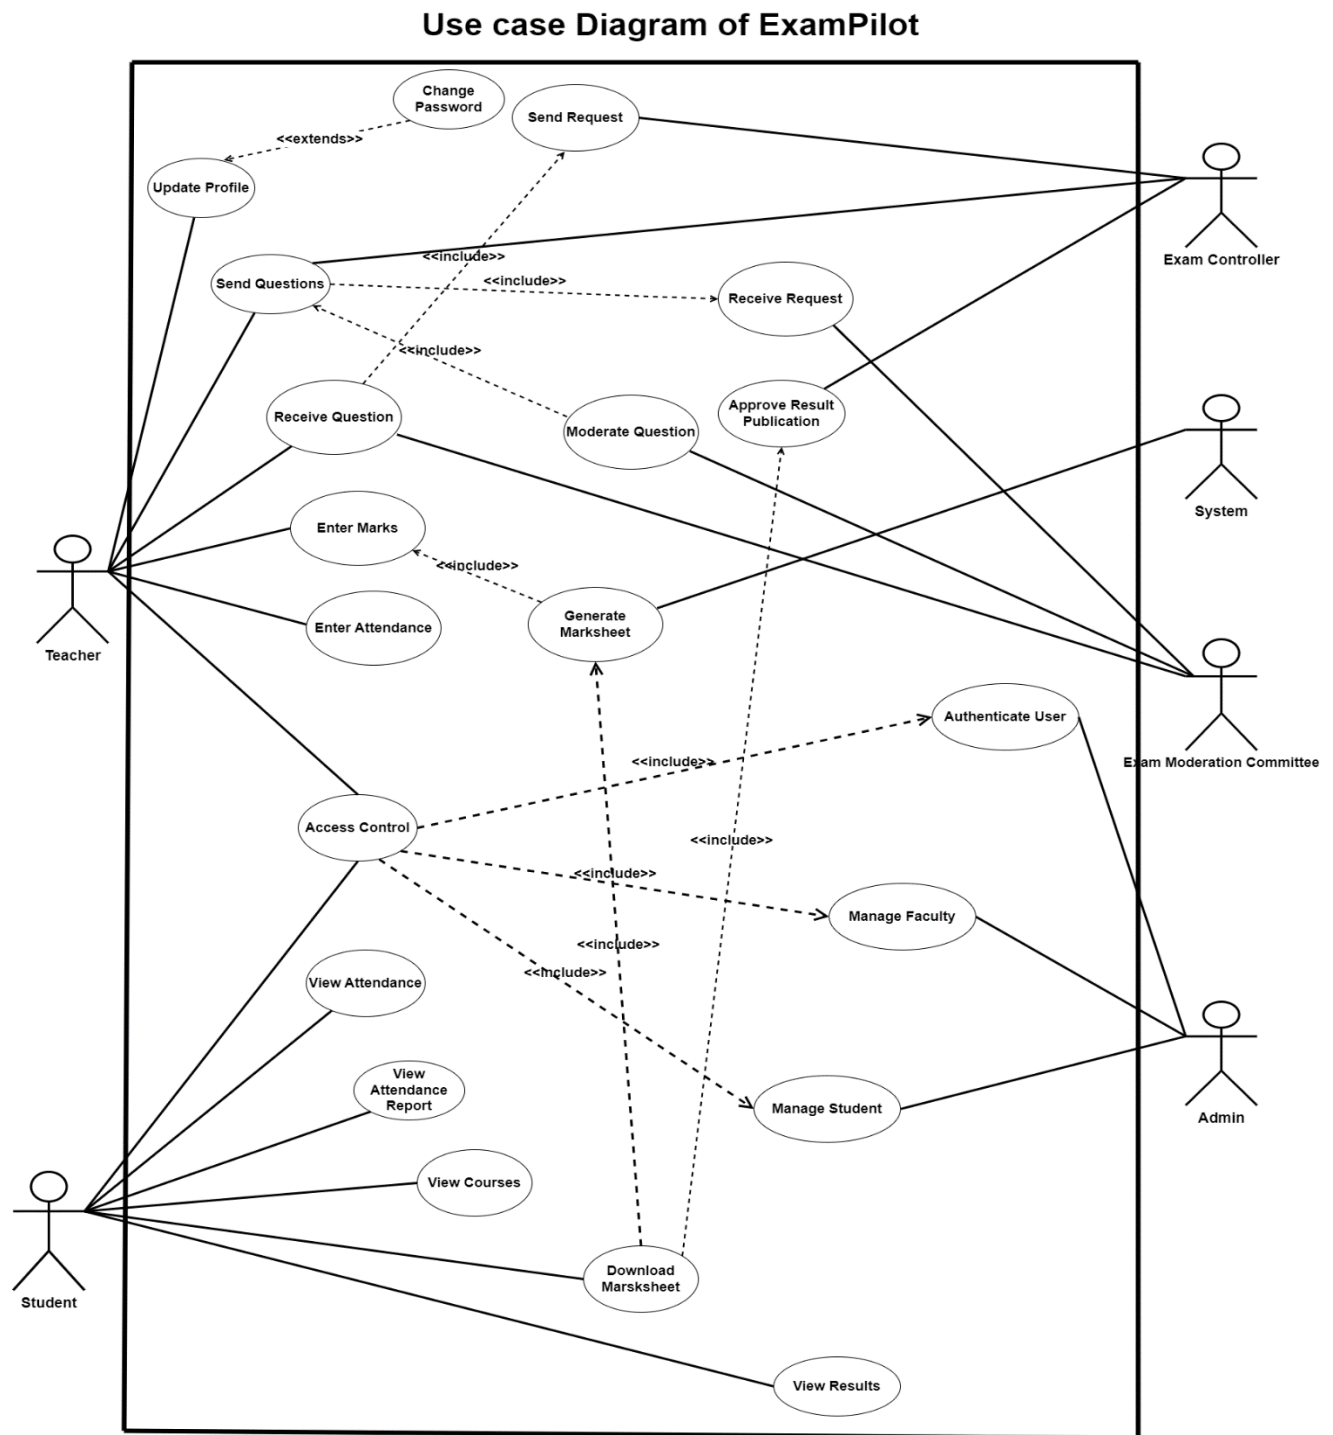 Use case Diagram of ExamPilot
Change
Password
Send Request
<<extends>>
Update Profile
<<include>>
Exam Controller
Send Questions
<<include>>
Receive Request
<<include>>
Receive Question
Moderate Question
Approve Result
Publication
System
Enter Marks
<<include>>
Generate
Marksheet
Enter Attendance
Teacher
Authenticate User
<<include>>
Exam Moderation Committee
Access Control
<<include>>
<<include>>
Manage Faculty
<<include>>
<<include>>
View Attendance
View
Attendance
Report
Manage Student
Admin
View Courses
Download
Marsksheet
Student
View Results